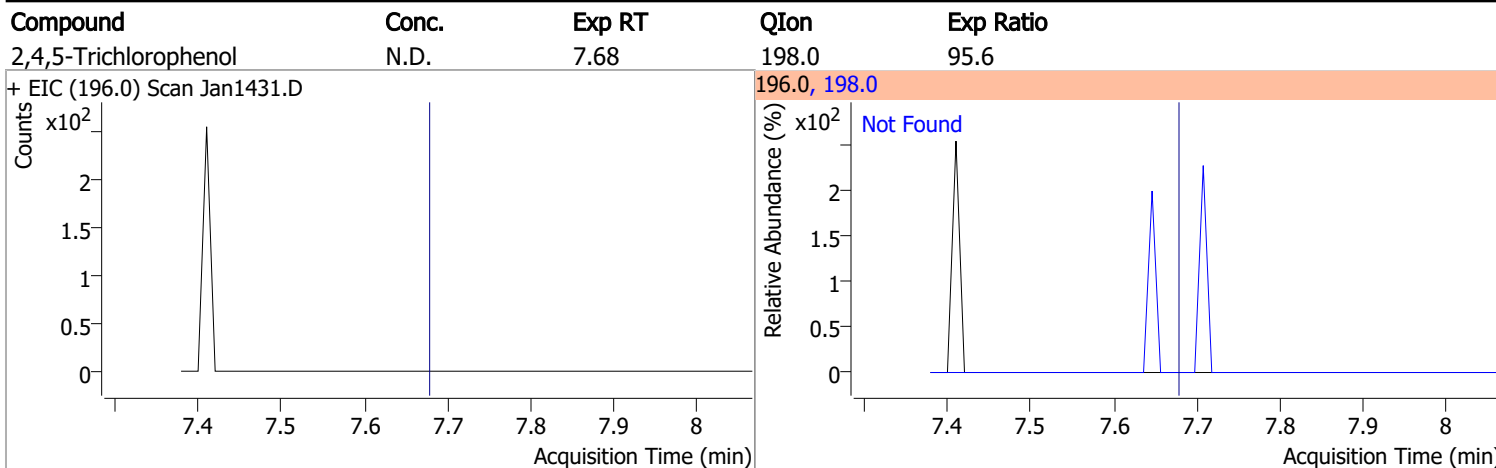 Compound Conc. Exp RT QIon Exp Ratio
2,4,5-Trichlorophenol N.D. 7.68 198.0 95.6
+ EIC (196.0) Scan Jan1431.D
Counts
x10²
2
1.5
1
0.5
0
7.4 7.5 7.6 7.7 7.8 7.9 8
Acquisition Time (min)
196.0, 198.0
Relative Abundance (%)
x10²
Not Found
2
1.5
1
0.5
0
7.4 7.5 7.6 7.7 7.8 7.9 8
Acquisition Time (min)